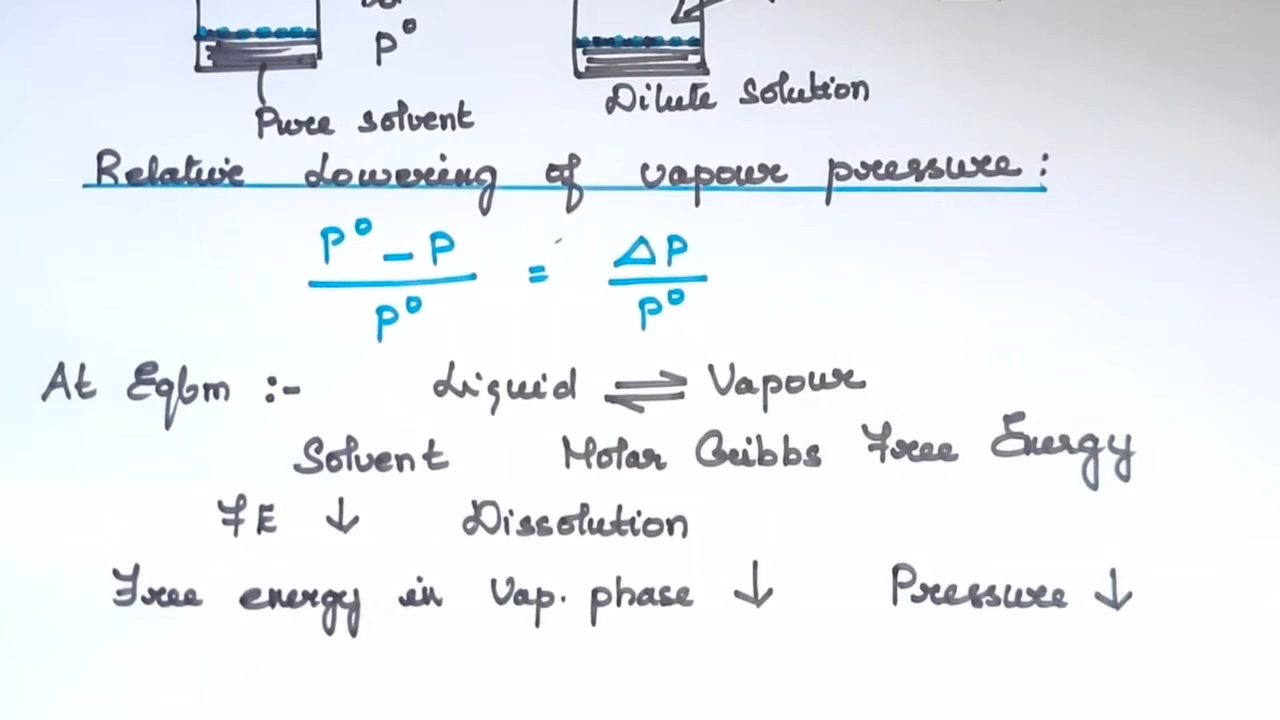 P°
Pure solvent
Dilute solution
Relative Lowering of vapour pressure :
P° - P / P° = ΔP / P°
At Eqbm :- Liquid ⇌ Vapour
Solvent Molar Gibbs Free Energy
FE ↓ Dissolution
Free energy in Vap. phase ↓ Pressure ↓